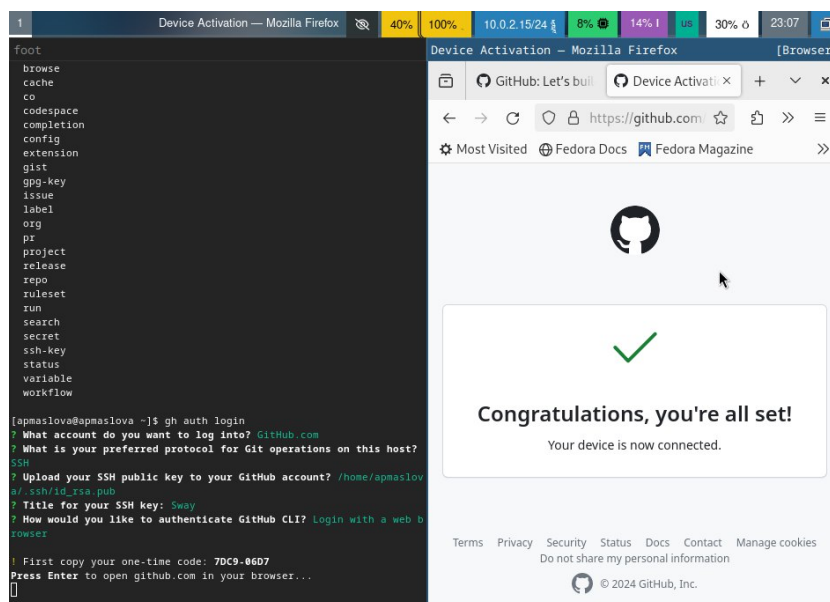 1 Device Activation — Mozilla Firefox 40% 100% 10.0.2.15/24 8% 14% us 30% 23:07
foot
browse
cache
co
codespace
completion
config
extension
gist
gpg-key
issue
label
org
pr
project
release
repo
ruleset
run
search
secret
ssh-key
status
variable
workflow
[apmaslova@apmaslova ~]$ gh auth login
? What account do you want to log into? GitHub.com
? What is your preferred protocol for Git operations on this host?
SSH
? Upload your SSH public key to your GitHub account? /home/apmaslov
a/.ssh/id_rsa.pub
? Title for your SSH key: Sway
? How would you like to authenticate GitHub CLI? Login with a web b
rowser
! First copy your one-time code: 7DC9-06D7
Press Enter to open github.com in your browser...
Device Activation — Mozilla Firefox [Browser
GitHub: Let's buil Device Activati
https://github.com/
Most Visited Fedora Docs Fedora Magazine
Congratulations, you're all set!
Your device is now connected.
Terms Privacy Security Status Docs Contact Manage cookies
Do not share my personal information
© 2024 GitHub, Inc.